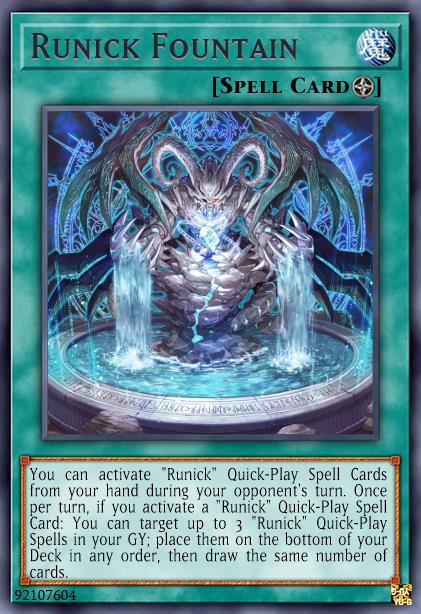 RUNICK FOUNTAIN
魔
[SPELL CARD]
You can activate "Runick" Quick-Play Spell Cards
from your hand during your opponent's turn. Once
per turn, if you activate a "Runick" Quick-Play Spell
Card: You can target up to 3 "Runick" Quick-Play
Spells in your GY; place them on the bottom of your
Deck in any order, then draw the same number of
cards.
92107604